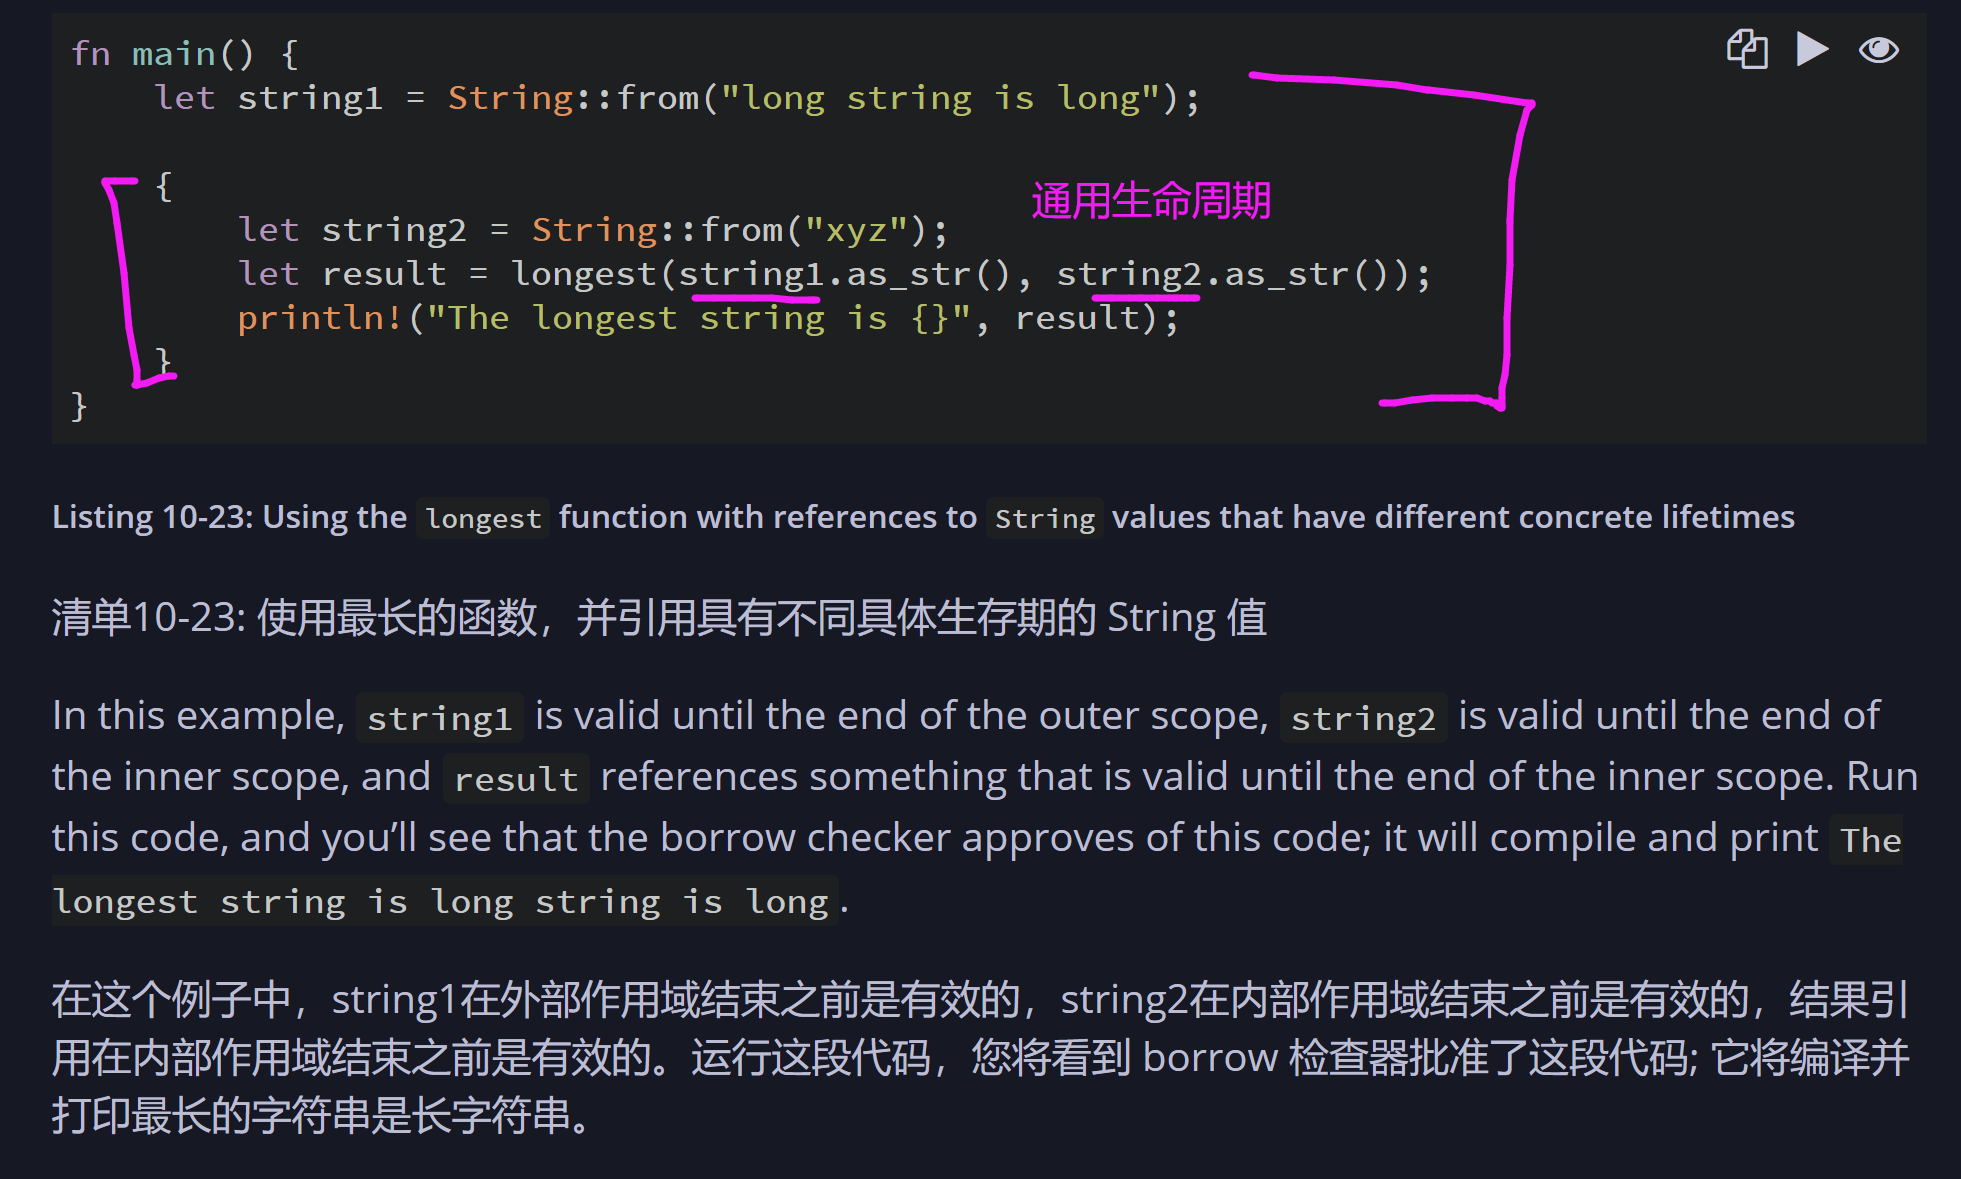 fn main() {
    let string1 = String::from("long string is long");
    {
        let string2 = String::from("xyz");
通用生命周期
        let result = longest(string1.as_str(), string2.as_str());
        println!("The longest string is {}", result);
    }
}
Listing 10-23: Using the longest function with references to String values that have different concrete lifetimes
清单10-23: 使用最长的函数，并引用具有不同具体生存期的 String 值
In this example, string1 is valid until the end of the outer scope, string2 is valid until the end of
the inner scope, and result references something that is valid until the end of the inner scope. Run
this code, and you’ll see that the borrow checker approves of this code; it will compile and print The
longest string is long string is long.
在这个例子中，string1在外部作用域结束之前是有效的，string2在内部作用域结束之前是有效的，结果引
用在内部作用域结束之前是有效的。运行这段代码，您将看到 borrow 检查器批准了这段代码; 它将编译并
打印最长的字符串是长字符串。